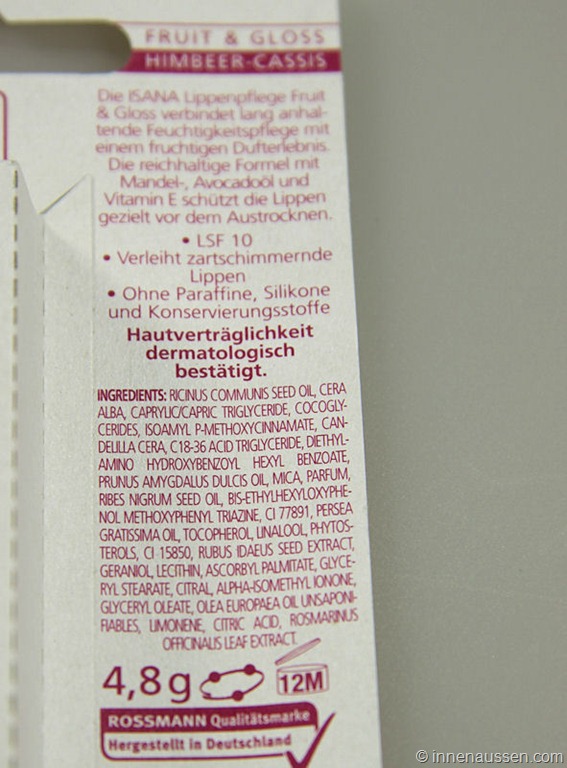 FRUIT & GLOSS
HIMBEER-CASSIS
Die ISANA Lippenpflege Fruit
& Gloss verbindet lang anhal-
tende Feuchtigkeitspflege mit
einem fruchtigen Dufterlebnis.
Die reichhaltige Formel mit
Mandel-, Avocadoöl und
Vitamin E schützt die Lippen
gezielt vor dem Austrocknen.
• LSF 10
• Verleiht zartschimmernde
Lippen
• Ohne Paraffine, Silikone
und Konservierungsstoffe
Hautverträglichkeit
dermatologisch
bestätigt.
INGREDIENTS: RICINUS COMMUNIS SEED OIL, CERA
ALBA, CAPRYLIC/CAPRIC TRIGLYCERIDE, COCOGLY-
CERIDES, ISOAMYL P-METHOXYCINNAMATE, CAN-
DELILLA CERA, C18-36 ACID TRIGLYCERIDE, DIETHYL-
AMINO HYDROXYBENZOYL HEXYL BENZOATE,
PRUNUS AMYGDALUS DULCIS OIL, MICA, PARFUM,
RIBES NIGRUM SEED OIL, BIS-ETHYLHEXYLOXYPHE-
NOL METHOXYPHENYL TRIAZINE, CI 77891, PERSEA
GRATISSIMA OIL, TOCOPHEROL, LINALOOL, PHYTOS-
TEROLS, CI 15850, RUBUS IDAEUS SEED EXTRACT,
GERANIOL, LECITHIN, ASCORBYL PALMITATE, GLYCE-
RYL STEARATE, CITRAL, ALPHA-ISOMETHYL IONONE,
GLYCERYL OLEATE, OLEA EUROPAEA OIL UNSAPONI-
FIABLES, LIMONENE, CITRIC ACID, ROSMARINUS
OFFICINALIS LEAF EXTRACT.
4,8 g 12M
ROSSMANN Qualitätsmarke
Hergestellt in Deutschland
© innenaussen.com